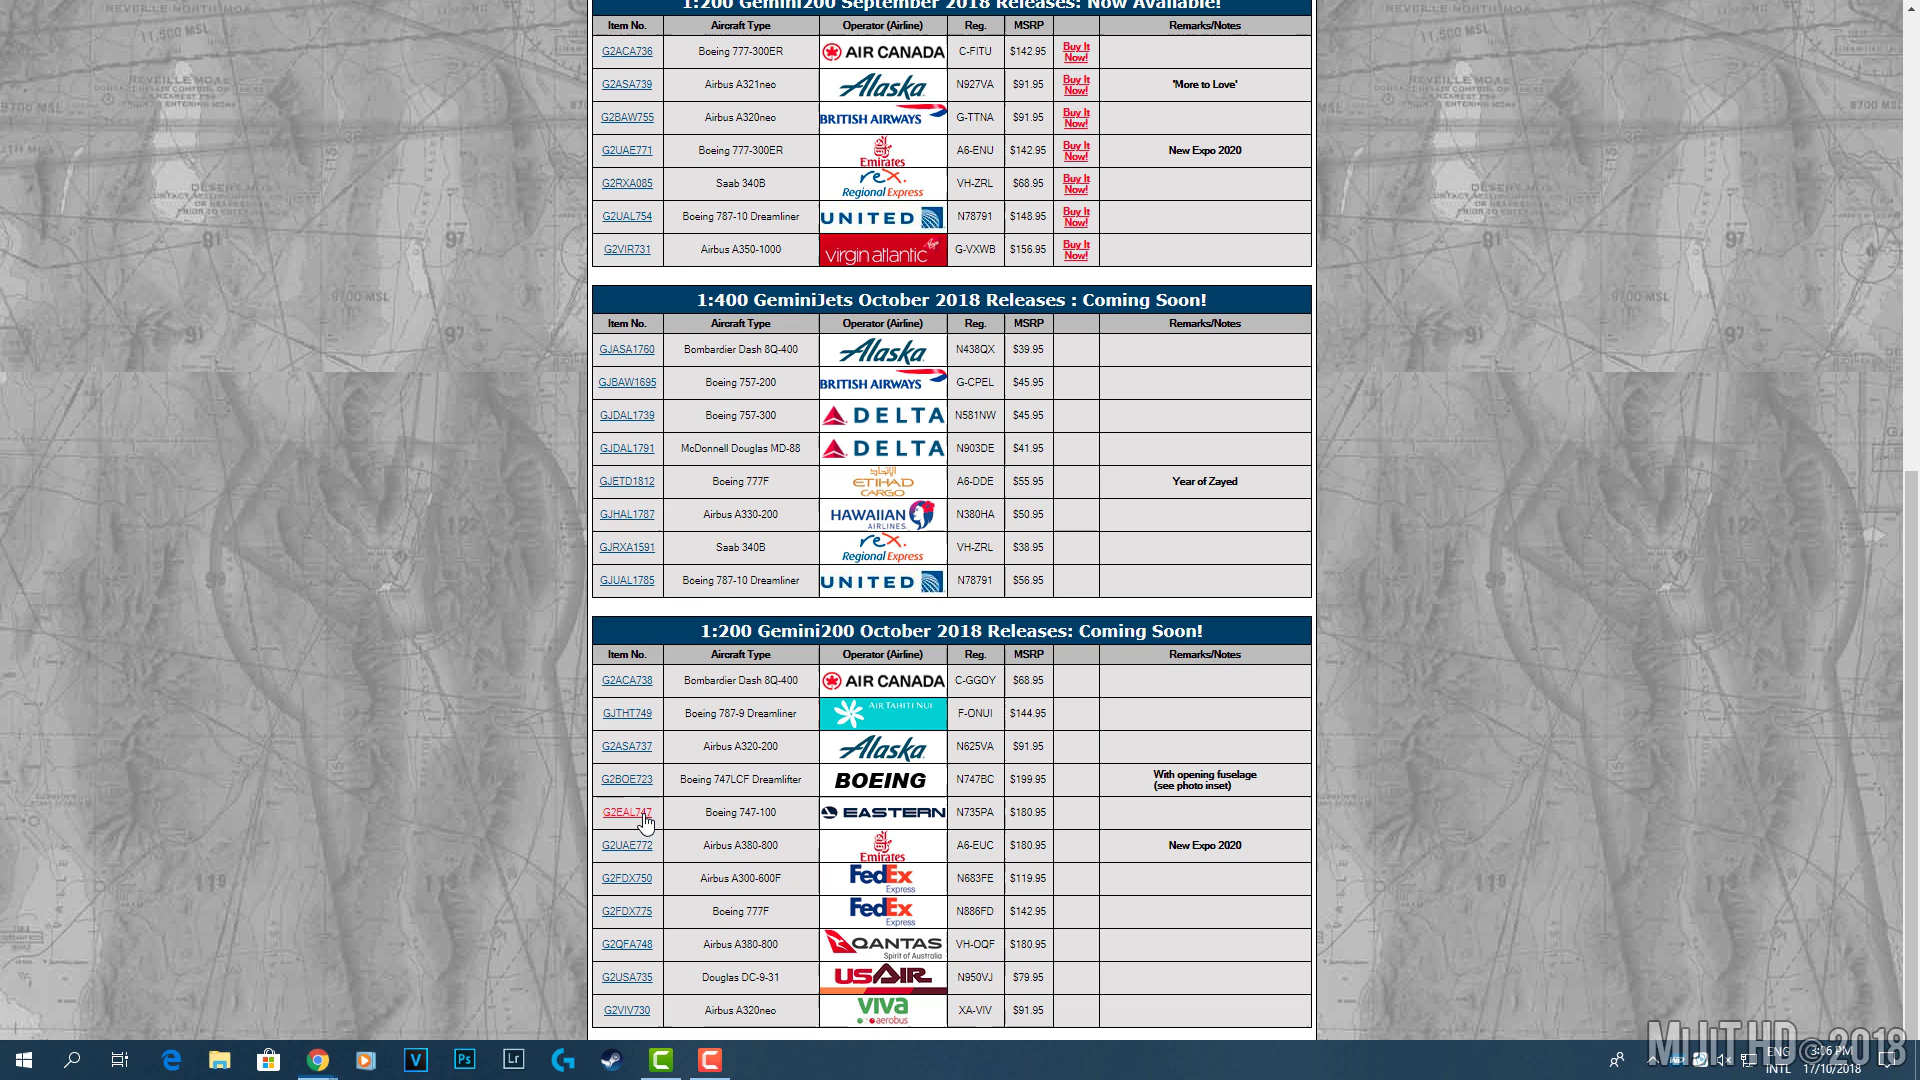 1:200 Gemini200 September 2018 Releases: Now Available!
Item No. Aircraft Type Operator (Airline) Reg. MSRP Remarks/Notes
G2ACA736 Boeing 777-300ER AIR CANADA C-FITU $142.95 Buy It Now!
G2ASA739 Airbus A321neo Alaska N927VA $91.95 Buy It Now! 'More to Love'
G2BAW755 Airbus A320neo BRITISH AIRWAYS G-TTNA $91.95 Buy It Now!
G2UAE771 Boeing 777-300ER Emirates A6-ENU $142.95 Buy It Now! New Expo 2020
G2RXA085 Saab 340B rex. Regional Express VH-ZRL $68.95 Buy It Now!
G2UAL754 Boeing 787-10 Dreamliner UNITED N78791 $148.95 Buy It Now!
G2VIR731 Airbus A350-1000 virgin atlantic G-VXWB $156.95 Buy It Now!
1:400 GeminiJets October 2018 Releases : Coming Soon!
Item No. Aircraft Type Operator (Airline) Reg. MSRP Remarks/Notes
GJASA1760 Bombardier Dash 8Q-400 Alaska N438QX $39.95
GJBAW1695 Boeing 757-200 BRITISH AIRWAYS G-CPEL $45.95
GJDAL1739 Boeing 757-300 DELTA N581NW $45.95
GJDAL1791 McDonnell Douglas MD-88 DELTA N903DE $41.95
GJETD1812 Boeing 777F الإتحاد ETIHAD CARGO A6-DDE $55.95 Year of Zayed
GJHAL1787 Airbus A330-200 HAWAIIAN AIRLINES N380HA $50.95
GJRXA1591 Saab 340B rex. Regional Express VH-ZRL $38.95
GJUAL1785 Boeing 787-10 Dreamliner UNITED N78791 $56.95
1:200 Gemini200 October 2018 Releases: Coming Soon!
Item No. Aircraft Type Operator (Airline) Reg. MSRP Remarks/Notes
G2ACA738 Bombardier Dash 8Q-400 AIR CANADA C-GGOY $68.95
GJTHT749 Boeing 787-9 Dreamliner AIR TAHITI NUI F-ONUI $144.95
G2ASA737 Airbus A320-200 Alaska N625VA $91.95
G2BOE723 Boeing 747LCF Dreamlifter BOEING N747BC $199.95 With opening fuselage (see photo inset)
G2EAL747 Boeing 747-100 EASTERN N735PA $180.95
G2UAE772 Airbus A380-800 Emirates A6-EUC $180.95 New Expo 2020
G2FDX750 Airbus A300-600F FedEx Express N683FE $119.95
G2FDX775 Boeing 777F FedEx Express N886FD $142.95
G2QFA748 Airbus A380-800 QANTAS Spirit of Australia VH-OQF $180.95
G2USA735 Douglas DC-9-31 USAIR N950VJ $79.95
G2VIV730 Airbus A320neo viva aerobus XA-VIV $91.95
V Ps Lr
ENG INTL
3:06 PM
17/10/2018
MJITHD©2018